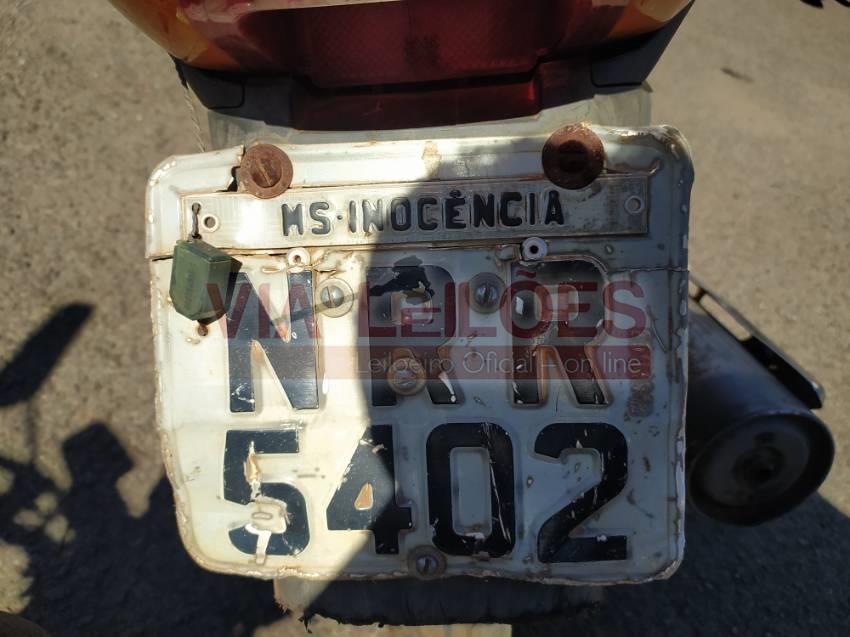 MS·INOCÊNCIA
NRR
VIA LEILÕES
Leiloeiro Oficial - on line
5402